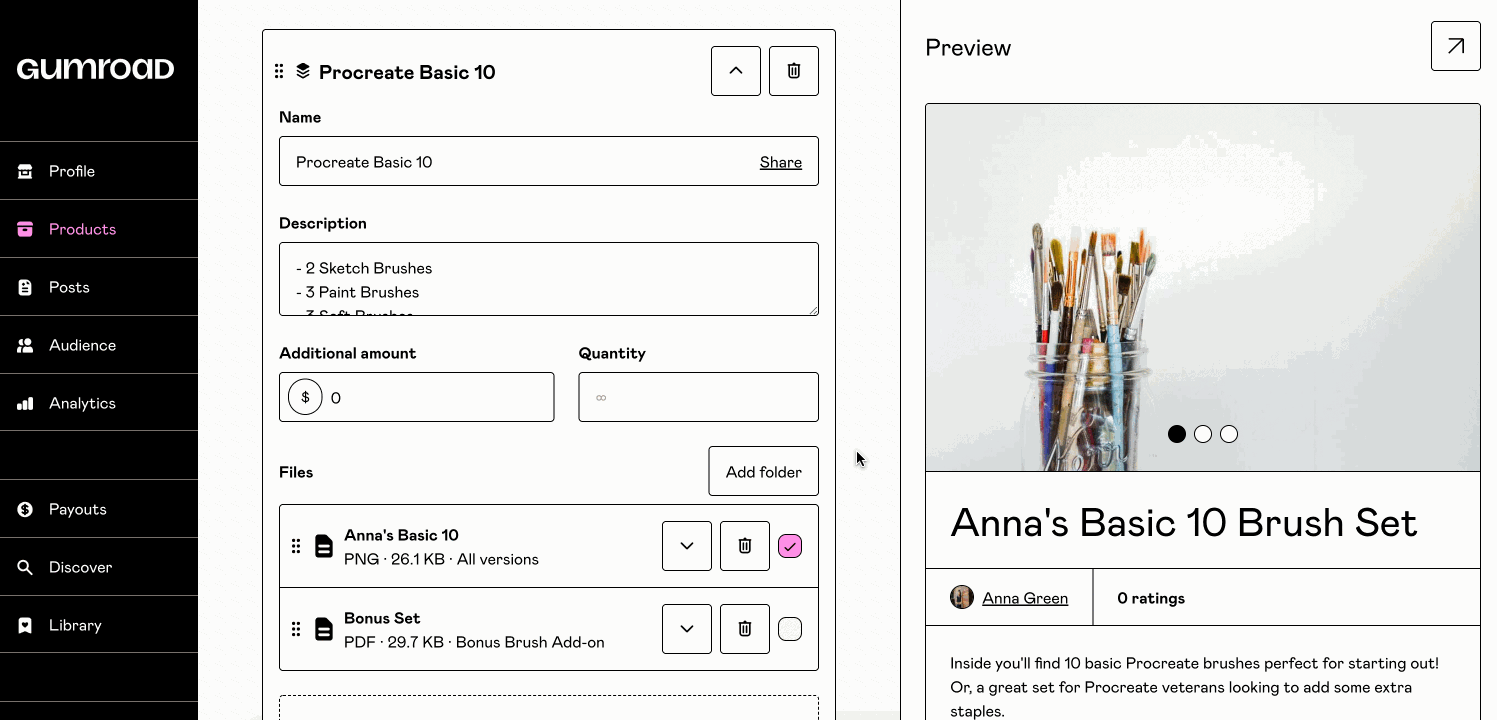 GUMROAD
Profile
Products
Posts
Audience
Analytics
Payouts
Discover
Library
Procreate Basic 10
Name
Procreate Basic 10 Share
Description
- 2 Sketch Brushes
- 3 Paint Brushes
- 3 Soft Brushes
Additional amount Quantity
$ 0 ∞
Files Add folder
Anna's Basic 10
PNG · 26.1 KB · All versions
Bonus Set
PDF · 29.7 KB · Bonus Brush Add-on
Preview
Anna's Basic 10 Brush Set
Anna Green 0 ratings
Inside you'll find 10 basic Procreate brushes perfect for starting out!
Or, a great set for Procreate veterans looking to add some extra
staples.